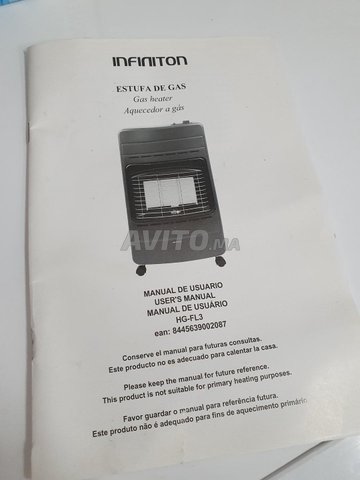 INFINITON
ESTUFA DE GAS
Gas heater
Aquecedor a gás
AVITO.MA
MANUAL DE USUARIO
USER'S MANUAL
MANUAL DE USUÁRIO
HG-FL3
ean: 8445639002087
Conserve el manual para futuras consultas.
Este producto no es adecuado para calentar la casa.
Please keep the manual for future reference.
This product is not suitable for primary heating purposes.
Favor guardar o manual para referência futura.
Este produto não é adequado para fins de aquecimento primário